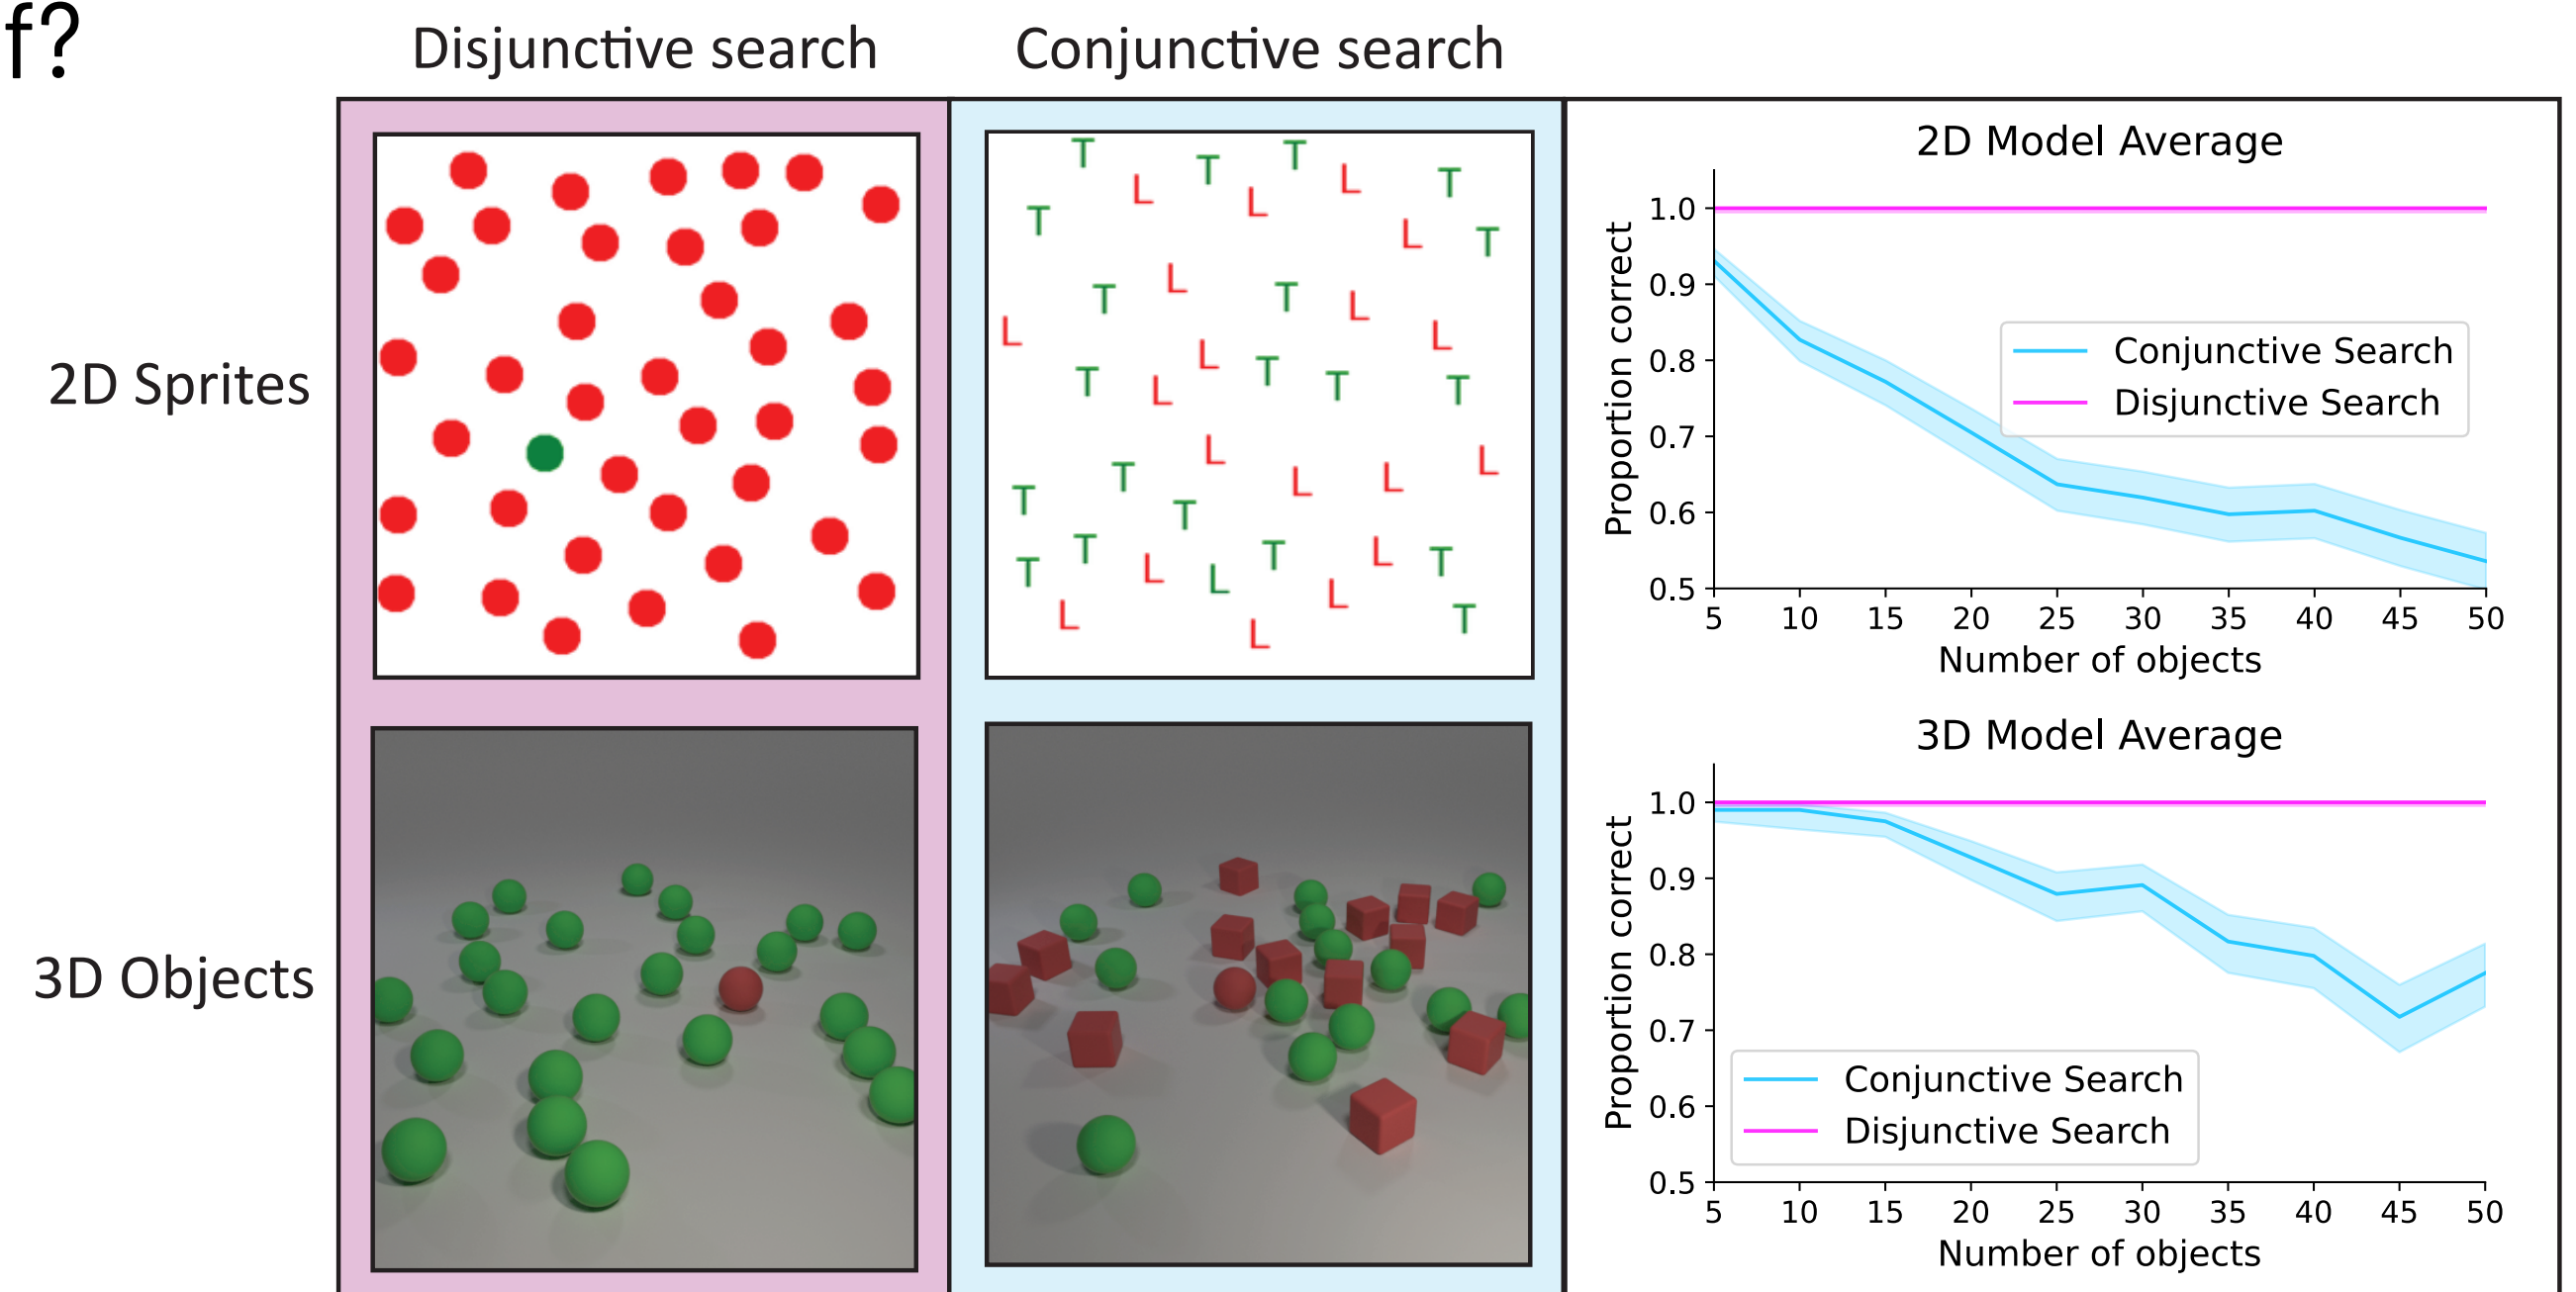 f?
Disjunctive search
Conjunctive search
2D Sprites
T T T T
L L L
T L T
L T
L T T L
L L
L T T T
T L
L L L L
T T T
T T L T L T
T L L L T
L L
2D Model Average
Proportion correct
1.0
0.9
0.8
0.7
0.6
0.5
Conjunctive Search
Disjunctive Search
5 10 15 20 25 30 35 40 45 50
Number of objects
3D Objects
3D Model Average
Proportion correct
1.0
0.9
0.8
0.7
0.6
0.5
Conjunctive Search
Disjunctive Search
5 10 15 20 25 30 35 40 45 50
Number of objects